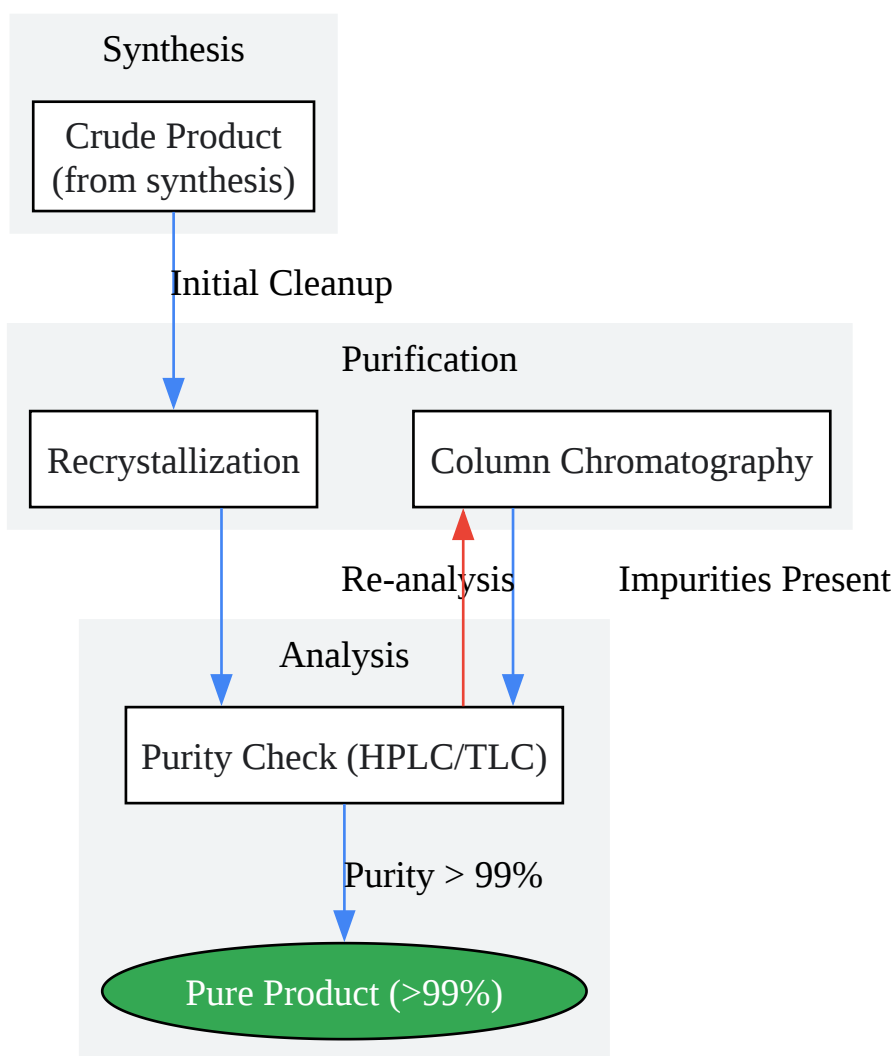 Synthesis
Crude Product
(from synthesis)
Initial Cleanup
Purification
Recrystallization
Column Chromatography
Re-analysis
Impurities Present
Analysis
Purity Check (HPLC/TLC)
Purity > 99%
Pure Product (>99%)